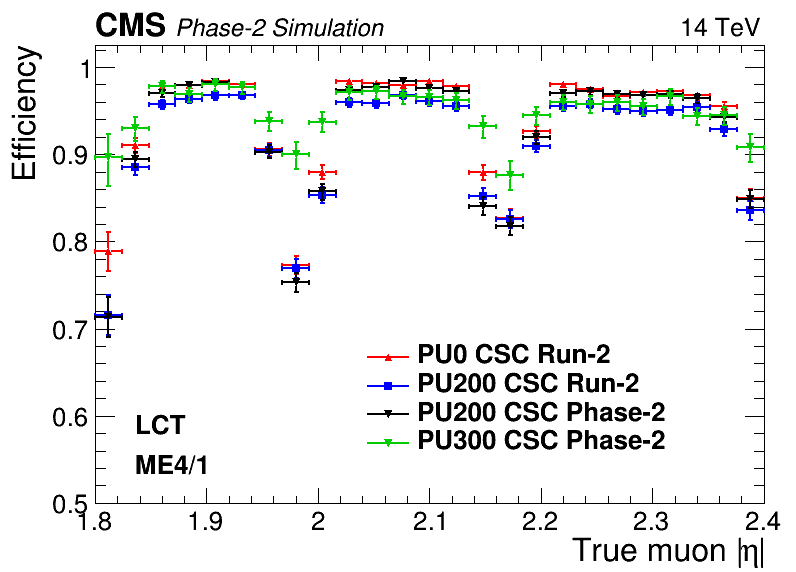 CMS Phase-2 Simulation 14 TeV
Efficiency
1
0.9
0.8
0.7
0.6
0.5
PU0 CSC Run-2
PU200 CSC Run-2
PU200 CSC Phase-2
PU300 CSC Phase-2
LCT
ME4/1
1.8 1.9 2 2.1 2.2 2.3 2.4
True muon |η|